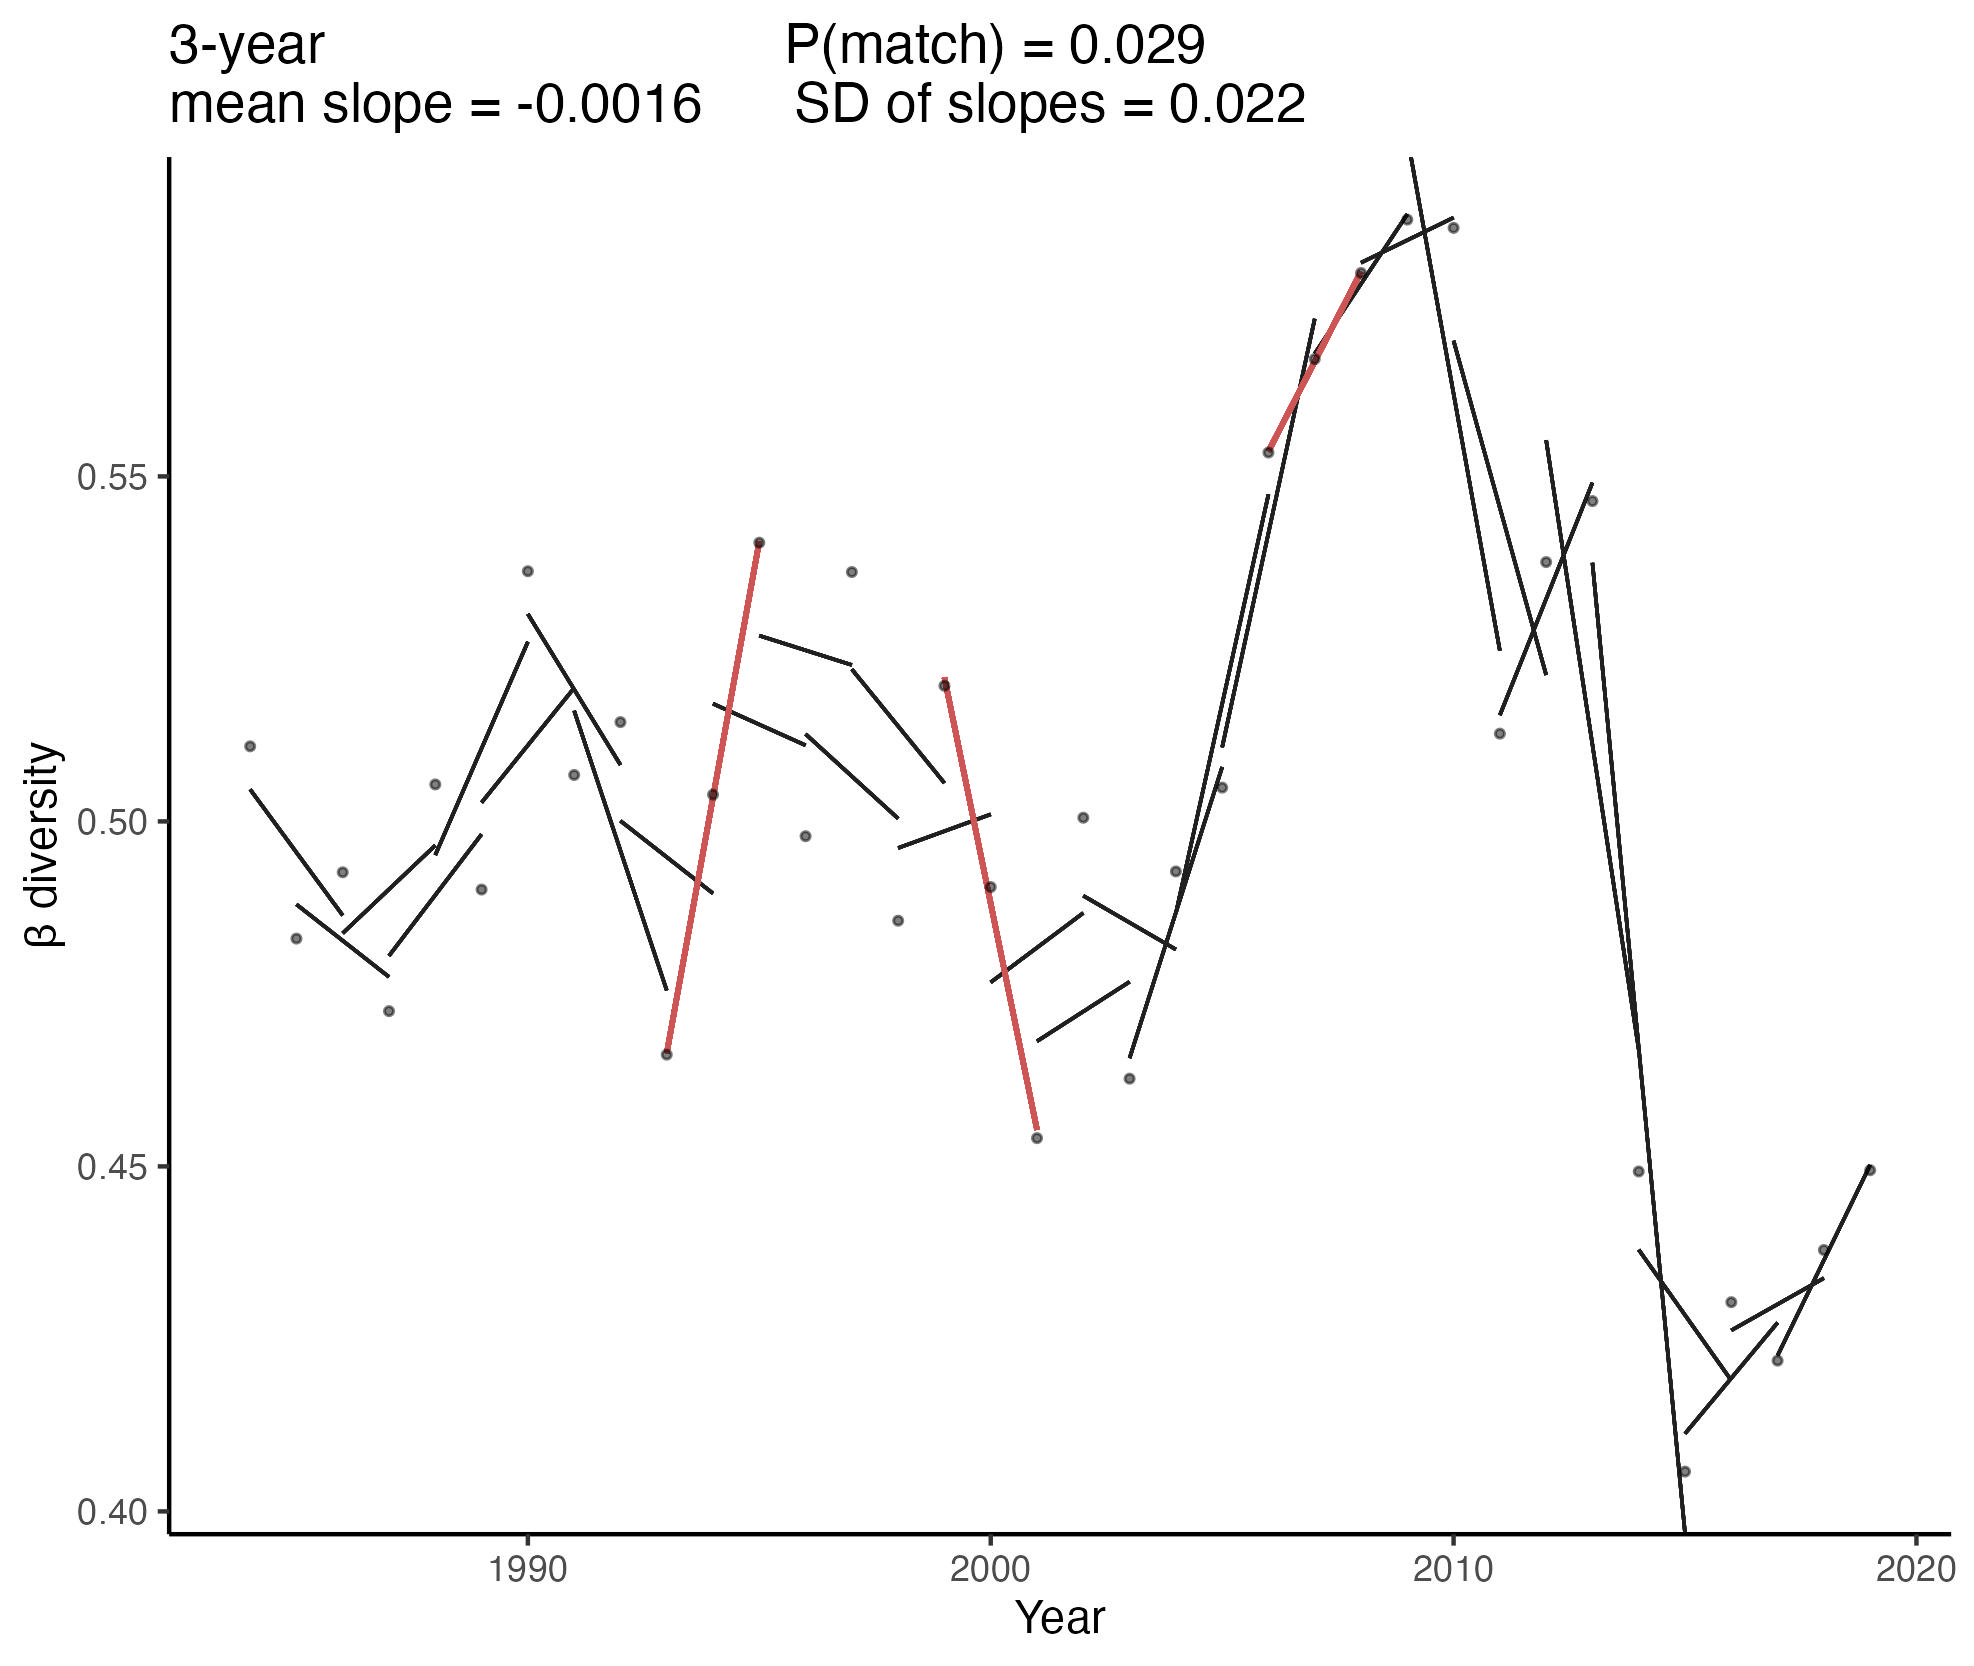 3-year P(match) = 0.029
mean slope = -0.0016 SD of slopes = 0.022
0.55
0.50
0.45
0.40
β diversity
1990 2000 2010 2020
Year